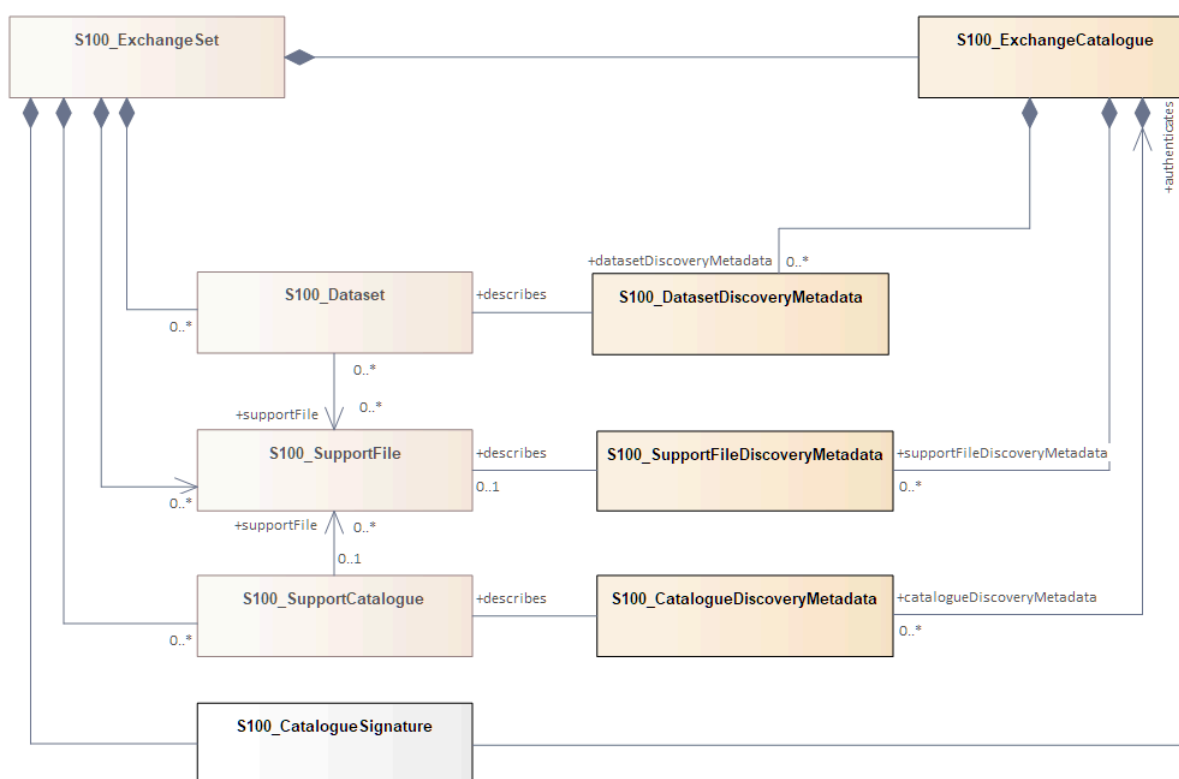 S100_ExchangeSet
S100_ExchangeCatalogue
+authenticates
+datasetDiscoveryMetadata
0..*
S100_Dataset
+describes
S100_DatasetDiscoveryMetadata
0..*
0..*
0..*
+supportFile
S100_SupportFile
+describes
S100_SupportFileDiscoveryMetadata
+supportFileDiscoveryMetadata
0..1
0..*
0..*
+supportFile
0..*
0..1
S100_SupportCatalogue
+describes
S100_CatalogueDiscoveryMetadata
+catalogueDiscoveryMetadata
0..*
0..*
S100_CatalogueSignature